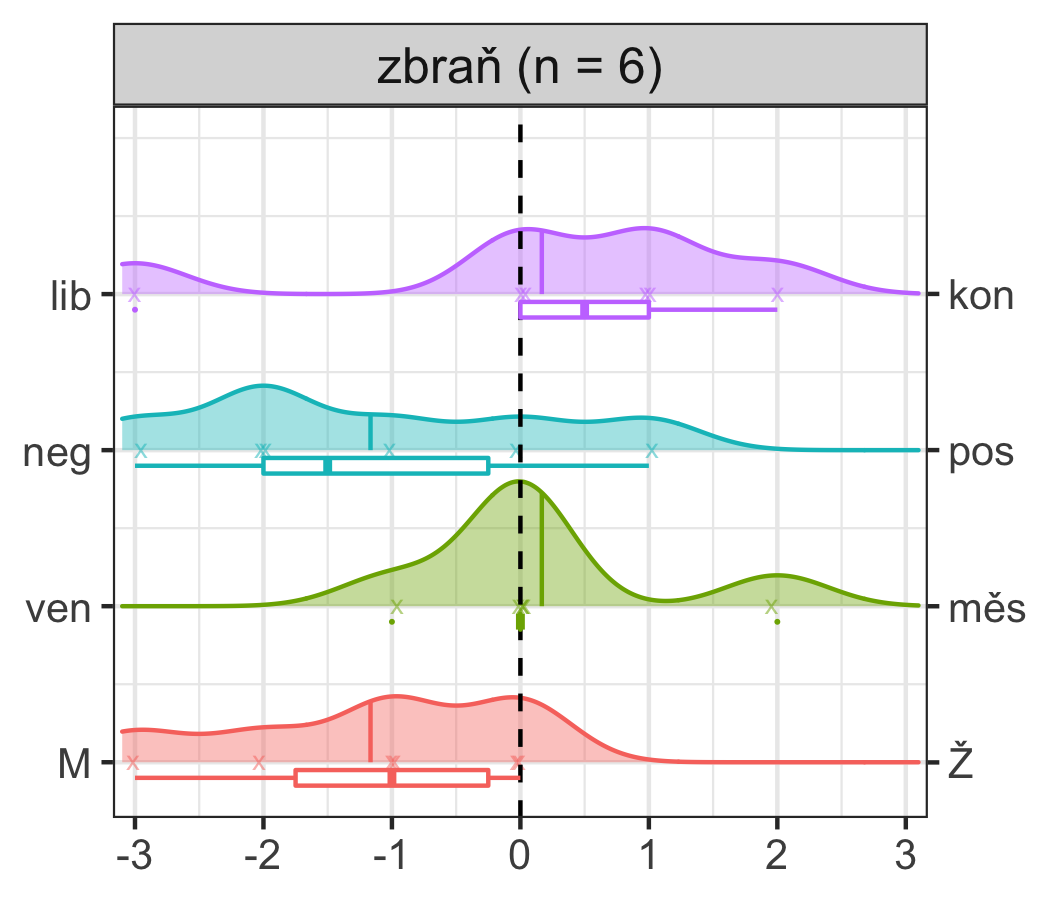 zbraň (n = 6)
lib kon
neg pos
ven měs
M Ž
-3 -2 -1 0 1 2 3